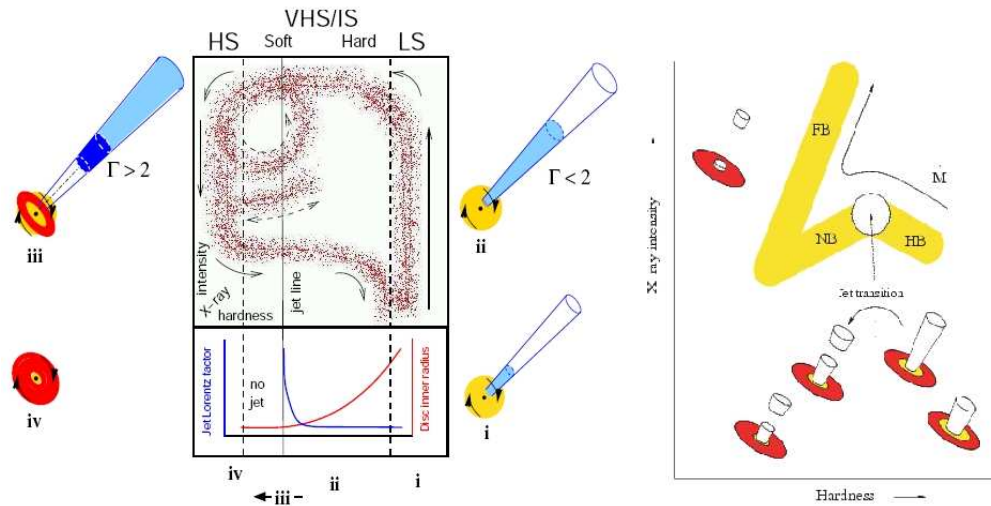 VHS/IS
HS Soft Hard LS
Γ > 2
iii
iv
intensity
X-ray
hardness
jet line
Jet Lorentz factor
no
jet
Disc inner radius
iv iii ii i
Γ < 2
ii
i
X ray intensity
FB
M
NB HB
Jet transition
Hardness